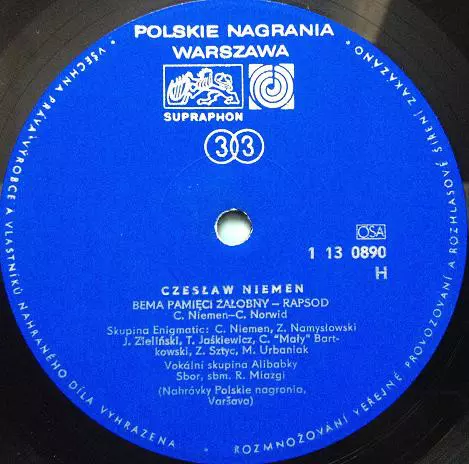 POLSKIE NAGRANIA
WARSZAWA
SUPRAPHON
33
OSA
1 13 0890
H
CZESŁAW NIEMEN
BEMA PAMIĘCI ŻAŁOBNY – RAPSOD
C. Niemen–C. Norwid
Skupina Enigmatic: C. Niemen, Z. Namysłowski
J. Zieliński, T. Jaśkiewicz, C. "Mały" Bart-
kowski, Z. Sztyc, M. Urbaniak
Vokální skupina Alibabky
Sbor, sbm. R. Miazgi
(Nahrávky Polskie nagrania,
Varšava)
• VŠECHNA PRÁVA VÝROBCE A VLASTNÍKŮ NAHRANÉHO DÍLA VYHRAZENA • ROZMNOŽOVÁNÍ VEŘEJNÉ PROVOZOVÁNÍ A ROZHLASOVÉ ŠÍŘENÍ ZAKÁZÁNO •